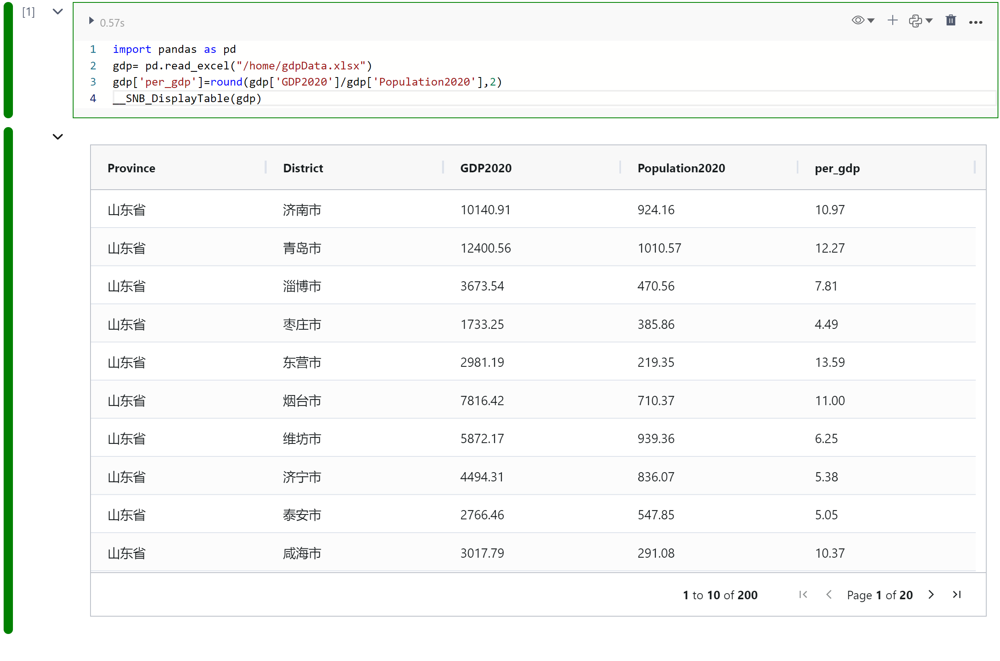 [1]
0.57s
1 import pandas as pd
2 gdp= pd.read_excel("/home/gdpData.xlsx")
3 gdp['per_gdp']=round(gdp['GDP2020']/gdp['Population2020'],2)
4 __SNB_DisplayTable(gdp)
Province District GDP2020 Population2020 per_gdp
山东省 济南市 10140.91 924.16 10.97
山东省 青岛市 12400.56 1010.57 12.27
山东省 淄博市 3673.54 470.56 7.81
山东省 枣庄市 1733.25 385.86 4.49
山东省 东营市 2981.19 219.35 13.59
山东省 烟台市 7816.42 710.37 11.00
山东省 维坊市 5872.17 939.36 6.25
山东省 济宁市 4494.31 836.07 5.38
山东省 泰安市 2766.46 547.85 5.05
山东省 咸海市 3017.79 291.08 10.37
1 to 10 of 200 Page 1 of 20